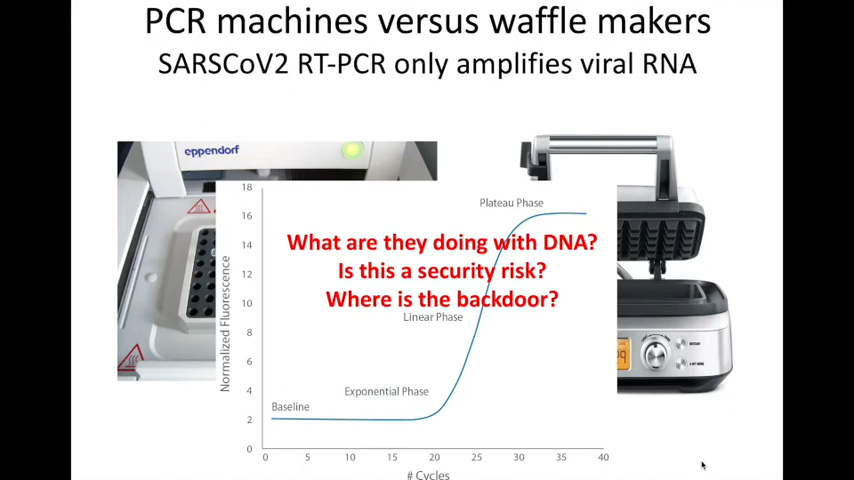 PCR machines versus waffle makers
SARSCoV2 RT-PCR only amplifies viral RNA
eppendorf
18
16
14
12
10
8
6
4
2
0
Normalized Fluorescence
Plateau Phase
What are they doing with DNA?
Is this a security risk?
Where is the backdoor?
Linear Phase
Exponential Phase
Baseline
0 5 10 15 20 25 30 35 40
# Cycles